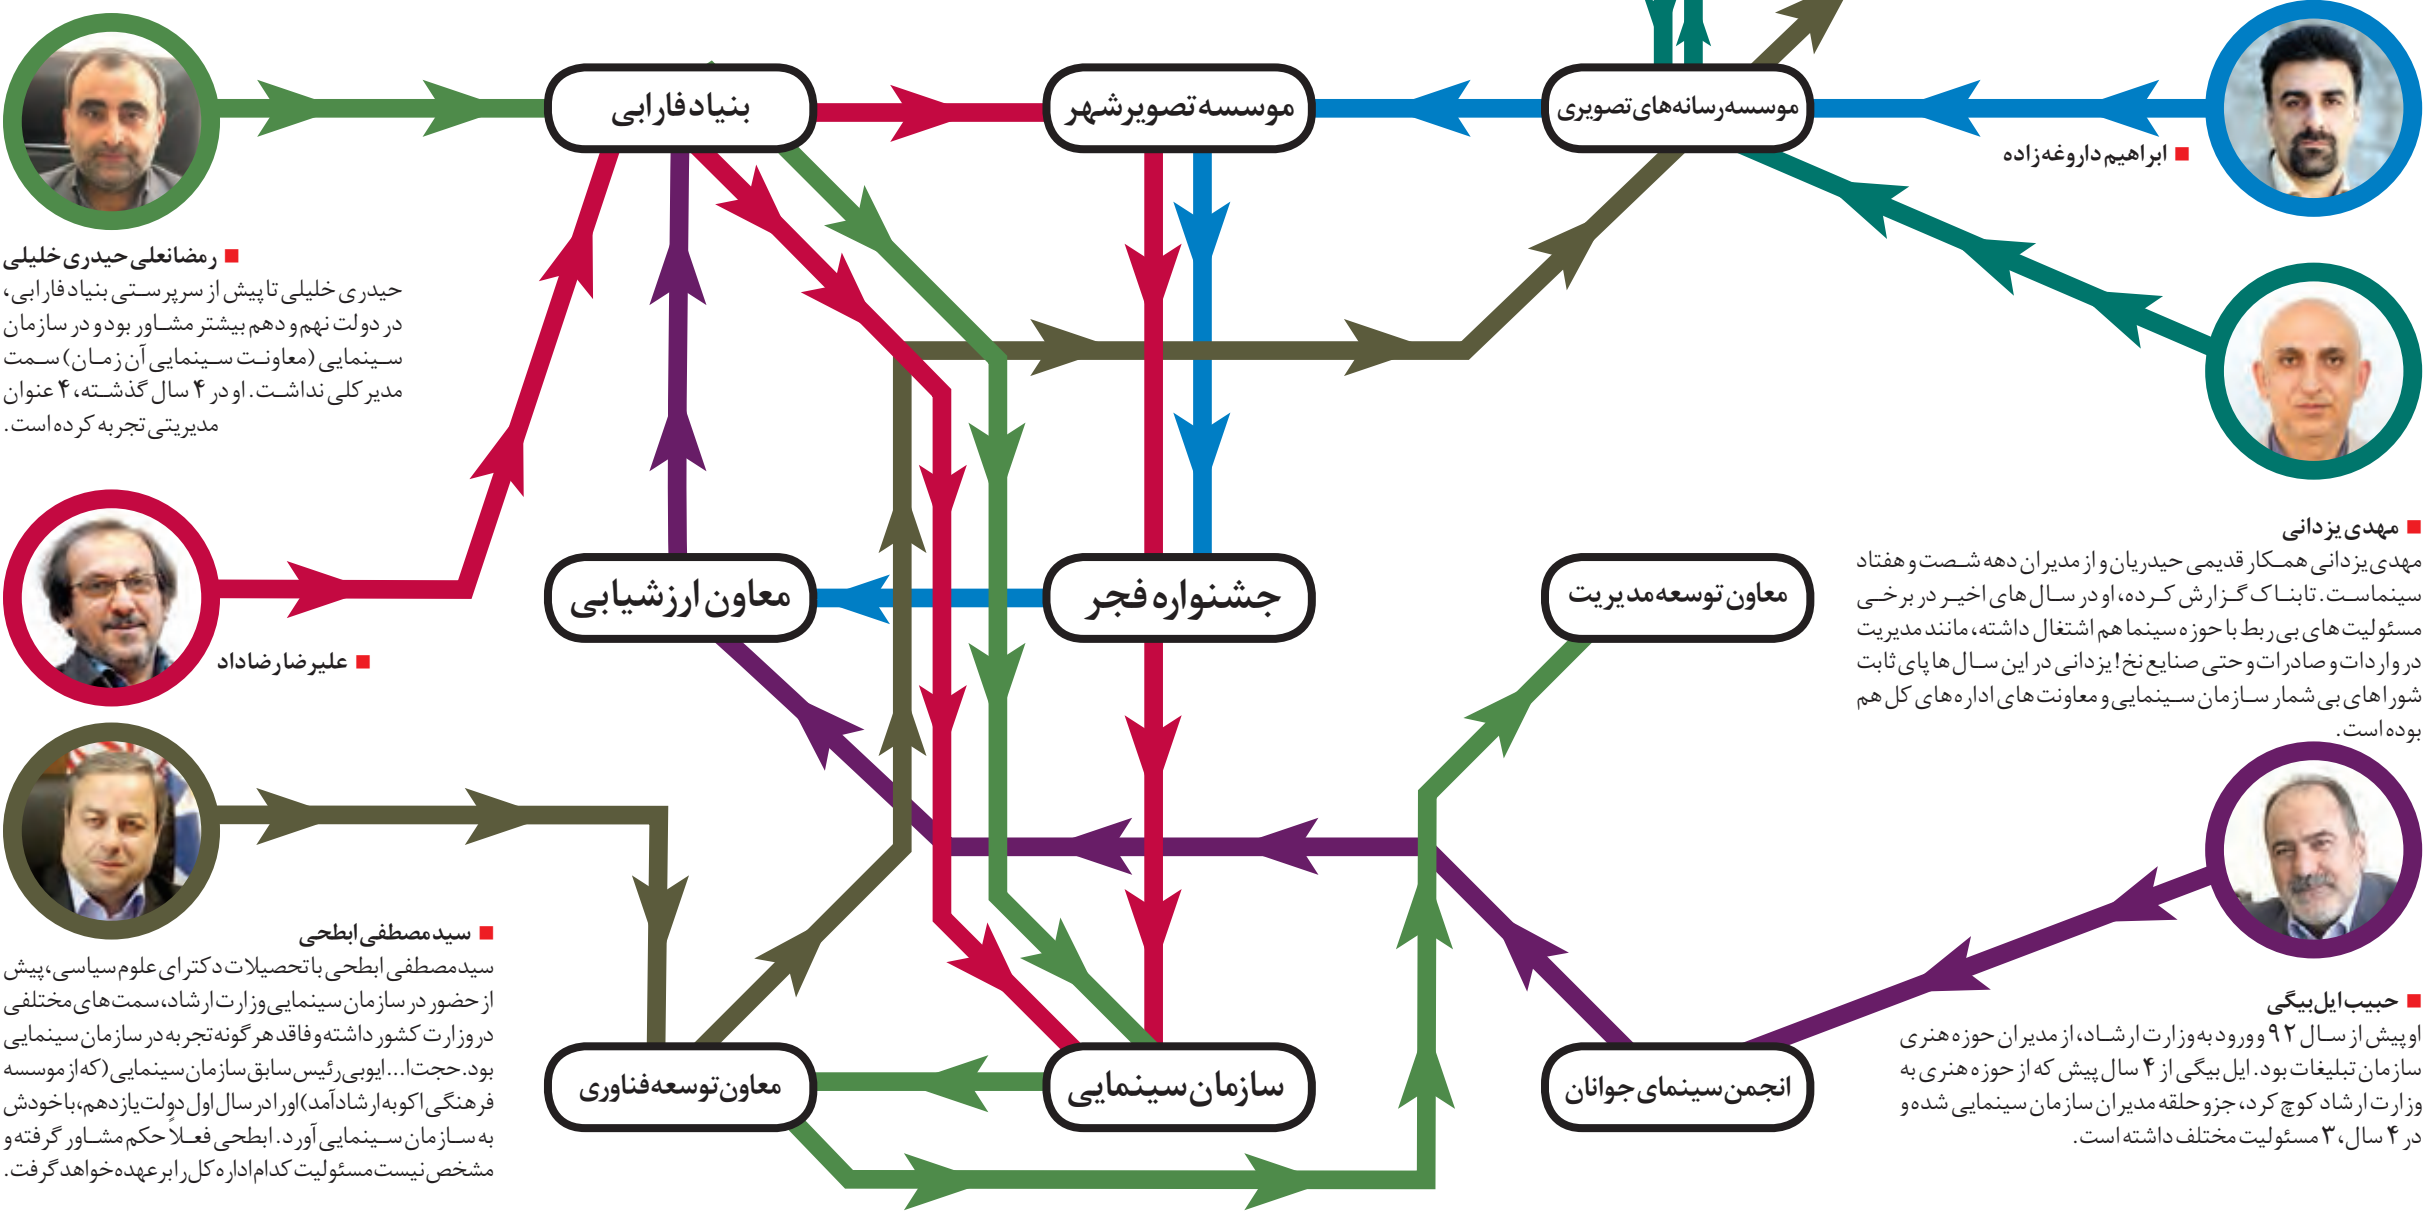 بنیاد فارابی
موسسه تصویر شهر
موسسه رسانه‌های تصویری
ابراهیم داروغه‌زاده
رمضانعلی حیدری خلیلی
حیدری خلیلی تا پیش از سرپرستی بنیاد فارابی،
در دولت نهم و دهم بیشتر مشاور بود و در سازمان
سینمایی (معاونت سینمایی آن زمان) سمت
مدیر کلی نداشت. او در ۴ سال گذشته، ۴ عنوان
مدیریتی تجربه کرده است.
علیرضا رضاداد
معاون ارزشیابی
جشنواره فجر
معاون توسعه مدیریت
مهدی یزدانی
مهدی یزدانی همکار قدیمی حیدریان و از مدیران دهه شصت و هفتاد
سینماست. تابناک گزارش کرده، او در سال‌های اخیر در برخی
مسئولیت‌های بی‌ربط با حوزه سینما هم اشتغال داشته، مانند مدیریت
در واردات و صادرات و حتی صنایع نخ! یزدانی در این سال‌ها پای ثابت
شوراهای بی‌شمار سازمان سینمایی و معاونت‌های اداره‌های کل هم
بوده است.
سیدمصطفی ابطحی
سیدمصطفی ابطحی با تحصیلات دکترای علوم سیاسی، پیش
از حضور در سازمان سینمایی وزارت ارشاد، سمت‌های مختلفی
در وزارت کشور داشته و فاقد هر گونه تجربه در سازمان سینمایی
بود. حجت‌ا... ایوبی رئیس سابق سازمان سینمایی (که از موسسه
فرهنگی اکو به ارشاد آمد) او را در سال اول دولت یازدهم، با خودش
به سازمان سینمایی آورد. ابطحی فعلاً حکم مشاور گرفته و
مشخص نیست مسئولیت کدام اداره کل را بر عهده خواهد گرفت.
معاون توسعه فناوری
سازمان سینمایی
انجمن سینمای جوانان
حبیب ایل‌بیگی
او پیش از سال ۹۲ و ورود به وزارت ارشاد، از مدیران حوزه هنری
سازمان تبلیغات بود. ایل‌بیگی از ۴ سال پیش که از حوزه هنری به
وزارت ارشاد کوچ کرد، جزو حلقه مدیران سازمان سینمایی شده و
در ۴ سال، ۳ مسئولیت مختلف داشته است.